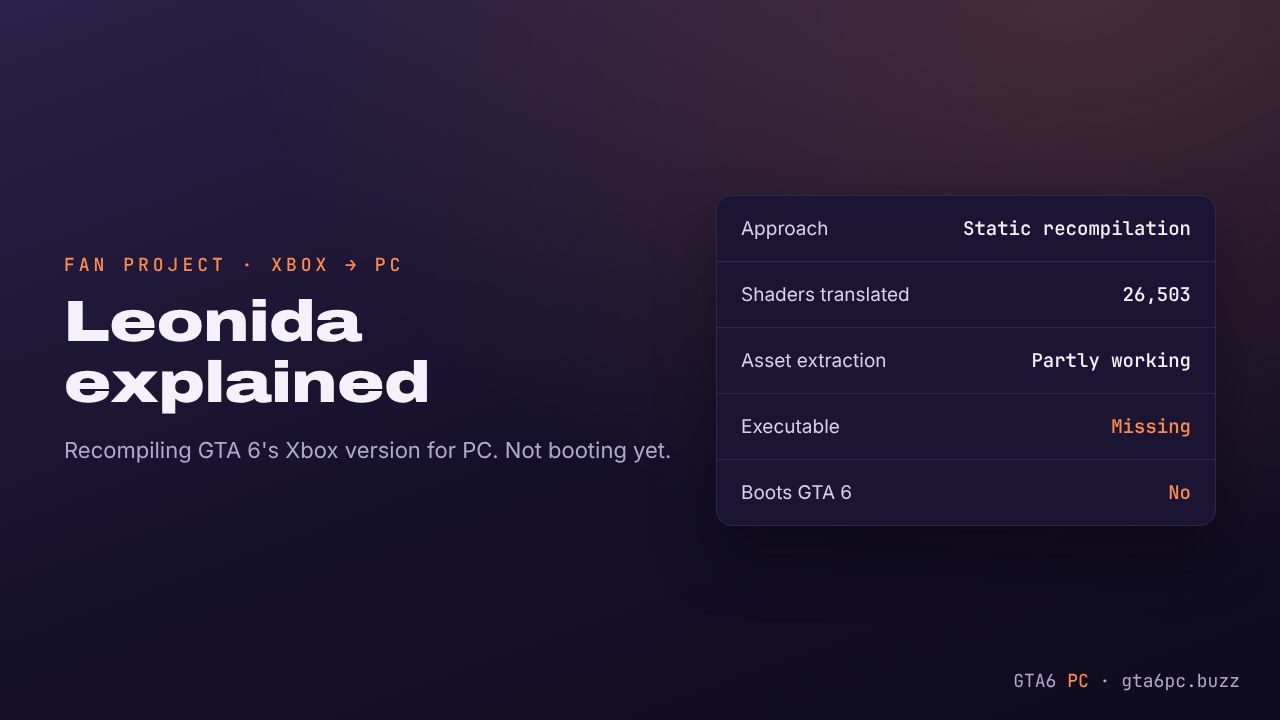 FAN PROJECT · XBOX → PC
Leonida
explained
Recompiling GTA 6's Xbox version for PC. Not booting yet.
Approach Static recompilation
Shaders translated 26,503
Asset extraction Partly working
Executable Missing
Boots GTA 6 No
GTA6 PC · gta6pc.buzz